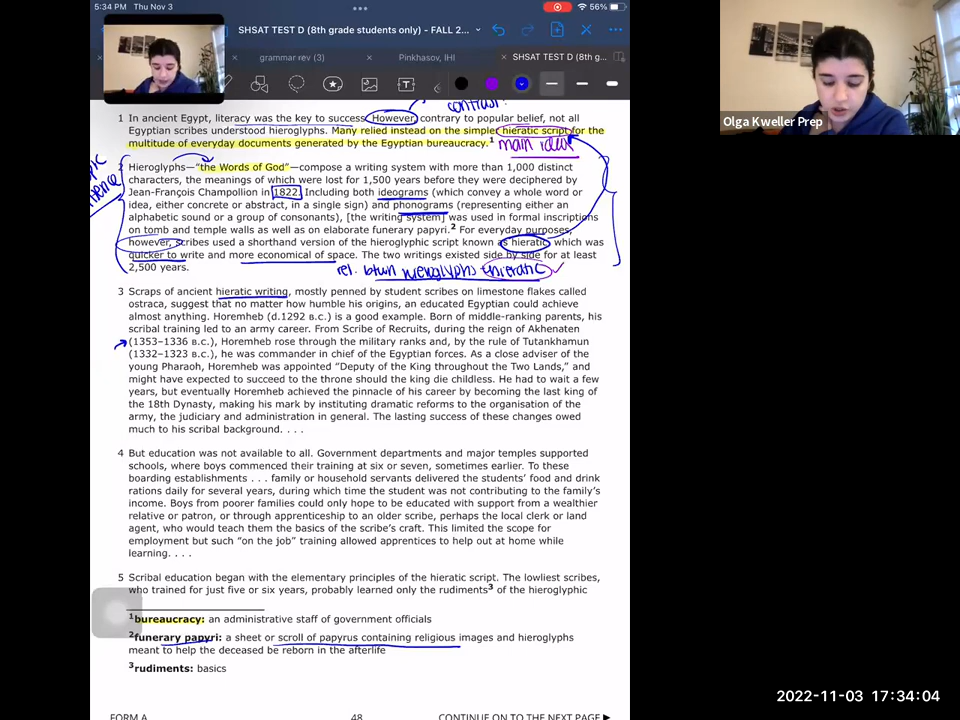 5:34 PM Thu Nov 3
56%
SHSAT TEST D (8th grade students only) - FALL 2...
grammar rev (3)
Pinkhasov, IHI
SHSAT TEST D (8th g...
contrast!
1 In ancient Egypt, literacy was the key to success. However, contrary to popular belief, not all
Egyptian scribes understood hieroglyphs. Many relied instead on the simpler hieratic script for the
multitude of everyday documents generated by the Egyptian bureaucracy.1
main idea
2 Hieroglyphs—“the Words of God”—compose a writing system with more than 1,000 distinct
characters, the meanings of which were lost for 1,500 years before they were deciphered by
Jean-François Champollion in 1822. Including both ideograms (which convey a whole word or
idea, either concrete or abstract, in a single sign) and phonograms (representing either an
alphabetic sound or a group of consonants), [the writing system] was used in formal inscriptions
on tomb and temple walls as well as on elaborate funerary papyri.2 For everyday purposes,
however, scribes used a shorthand version of the hieroglyphic script known as hieratic, which was
quicker to write and more economical of space. The two writings existed side by side for at least
2,500 years.
rel. btwn hieroglyphs & hieratic
3 Scraps of ancient hieratic writing, mostly penned by student scribes on limestone flakes called
ostraca, suggest that no matter how humble his origins, an educated Egyptian could achieve
almost anything. Horemheb (d.1292 B.C.) is a good example. Born of middle-ranking parents, his
scribal training led to an army career. From Scribe of Recruits, during the reign of Akhenaten
(1353–1336 B.C.), Horemheb rose through the military ranks and, by the rule of Tutankhamun
(1332–1323 B.C.), he was commander in chief of the Egyptian forces. As a close adviser of the
young Pharaoh, Horemheb was appointed “Deputy of the King throughout the Two Lands,” and
might have expected to succeed to the throne should the king die childless. He had to wait a few
years, but eventually Horemheb achieved the pinnacle of his career by becoming the last king of
the 18th Dynasty, making his mark by instituting dramatic reforms to the organisation of the
army, the judiciary and administration in general. The lasting success of these changes owed
much to his scribal background. . . .
4 But education was not available to all. Government departments and major temples supported
schools, where boys commenced their training at six or seven, sometimes earlier. To these
boarding establishments . . . family or household servants delivered the students’ food and drink
rations daily for several years, during which time the student was not contributing to the family’s
income. Boys from poorer families could only hope to be educated with support from a wealthier
relative or patron, or through apprenticeship to an older scribe, perhaps the local clerk or land
agent, who would teach them the basics of the scribe’s craft. This limited the scope for
employment but such “on the job” training allowed apprentices to help out at home while
learning. . . .
5 Scribal education began with the elementary principles of the hieratic script. The lowliest scribes,
who trained for just five or six years, probably learned only the rudiments3 of the hieroglyphic
1bureaucracy: an administrative staff of government officials
2funerary papyri: a sheet or scroll of papyrus containing religious images and hieroglyphs
meant to help the deceased be reborn in the afterlife
3rudiments: basics
FORM A 48 CONTINUE ON TO THE NEXT PAGE ▶
Olga Kweller Prep
2022-11-03 17:34:04